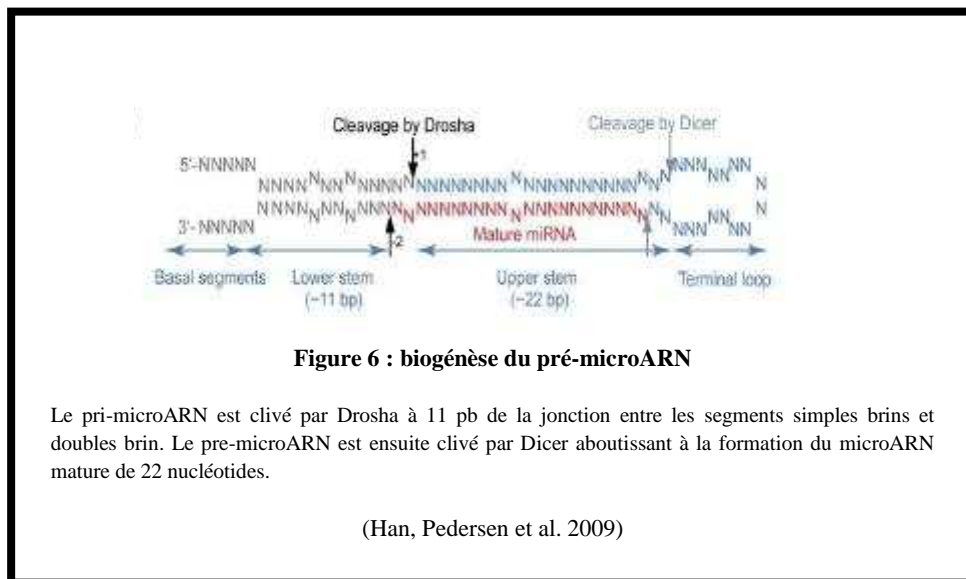 Cleavage by Drosha Cleavage by Dicer
+1
5'-NNNNN
3'- NNNNN
-2
Mature miRNA
Basal segments Lower stem Upper stem Terminal loop
(~11 bp) (~22 bp)
Figure 6 : biogénèse du pré-microARN
Le pri-microARN est clivé par Drosha à 11 pb de la jonction entre les segments simples brins et
doubles brin. Le pre-microARN est ensuite clivé par Dicer aboutissant à la formation du microARN
mature de 22 nucléotides.
(Han, Pedersen et al. 2009)